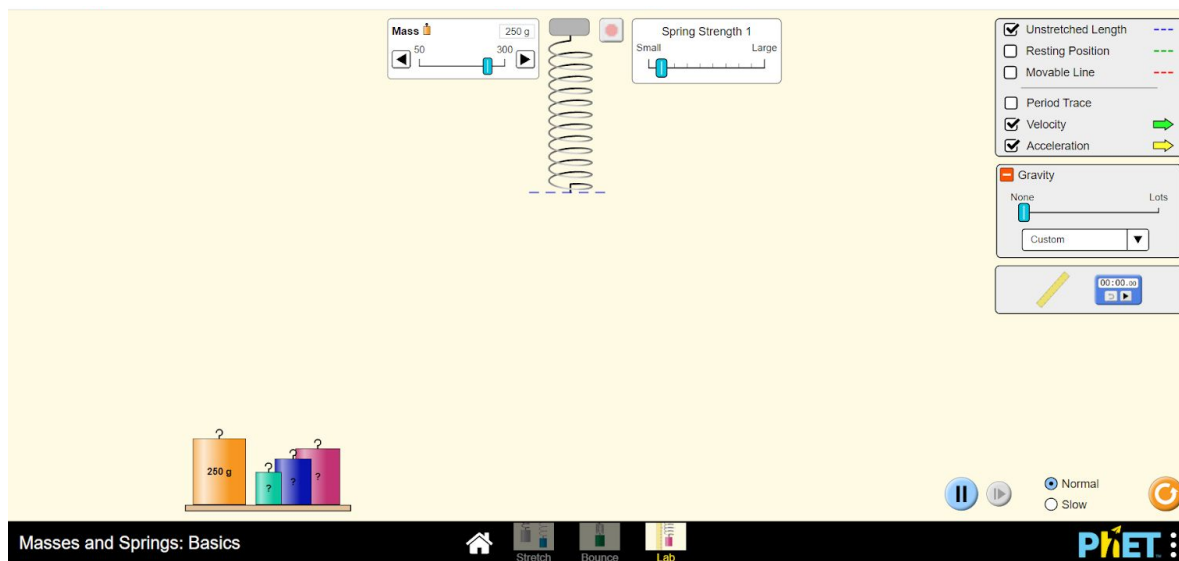 Mass 250 g
50 300
Spring Strength 1
Small Large
Unstretched Length
Resting Position
Movable Line
Period Trace
Velocity
Acceleration
Gravity
None Lots
Custom
00:00.00
250 g
? ? ?
Normal
Slow
Masses and Springs: Basics
Stretch Bounce Lab
PhET